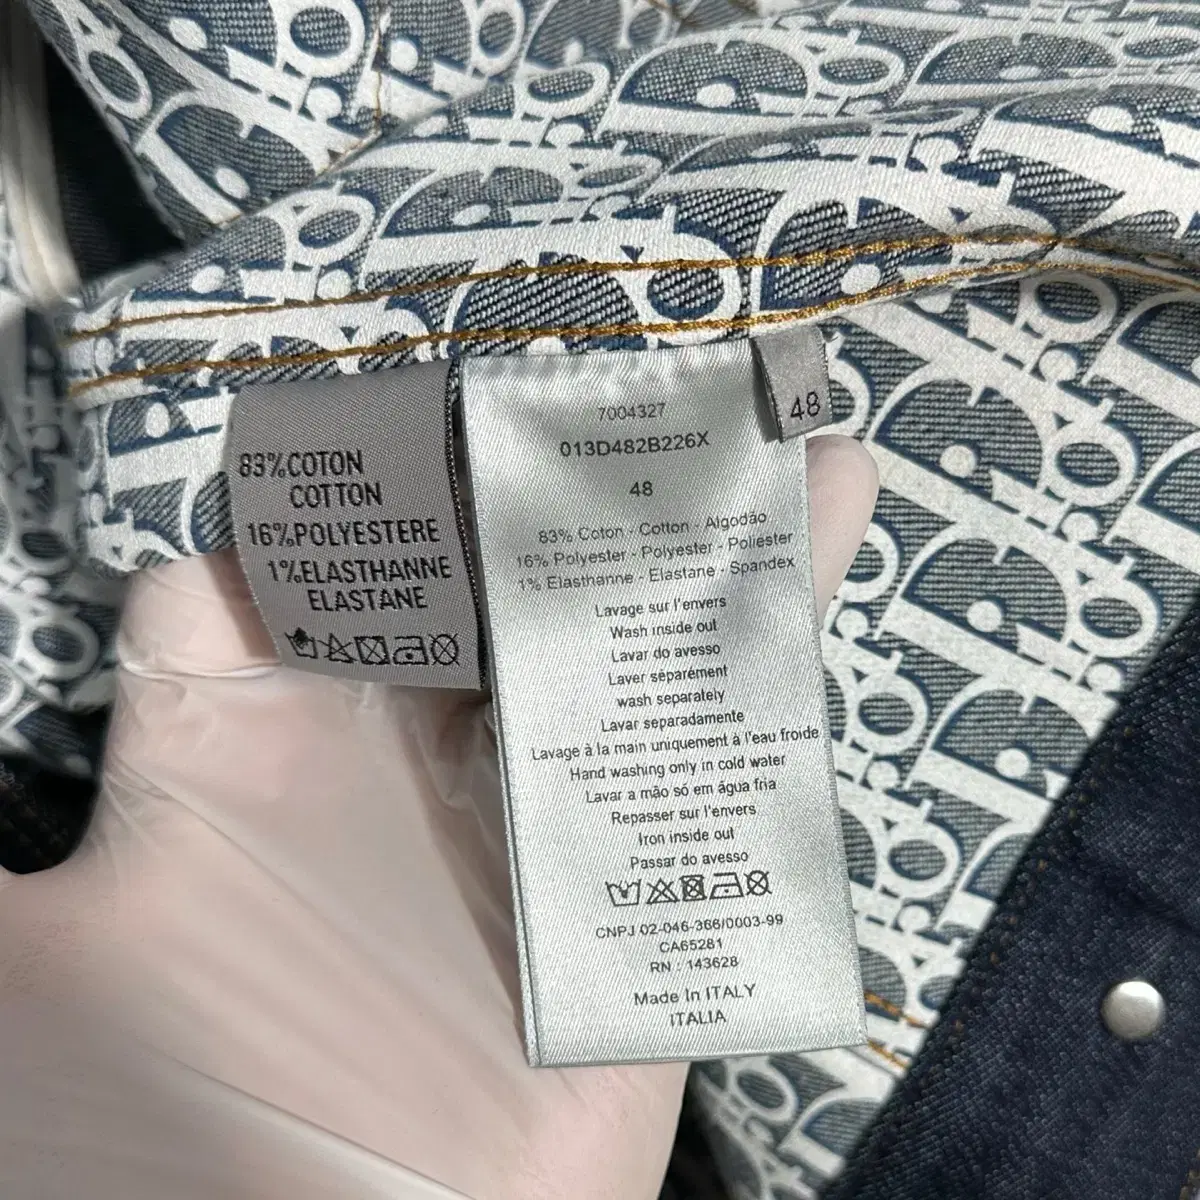 83%COTON
COTTON
16%POLYESTERE
1%ELASTHANNE
ELASTANE
7004327
013D482B226X
48
83% Coton - Cotton - Algodão
16% Polyester - Polyester - Poliester
1% Elasthanne - Elastane - Spandex
Lavage sur l'envers
Wash inside out
Lavar do avesso
Laver séparément
wash separately
Lavar separadamente
Lavage à la main uniquement à l'eau froide
Hand washing only in cold water
Lavar a mão só em água fria
Repasser sur l'envers
Iron inside out
Passar do avesso
CNPJ 02-046-366/0003-99
CA65281
RN : 143628
Made In ITALY
ITALIA
48
Dior